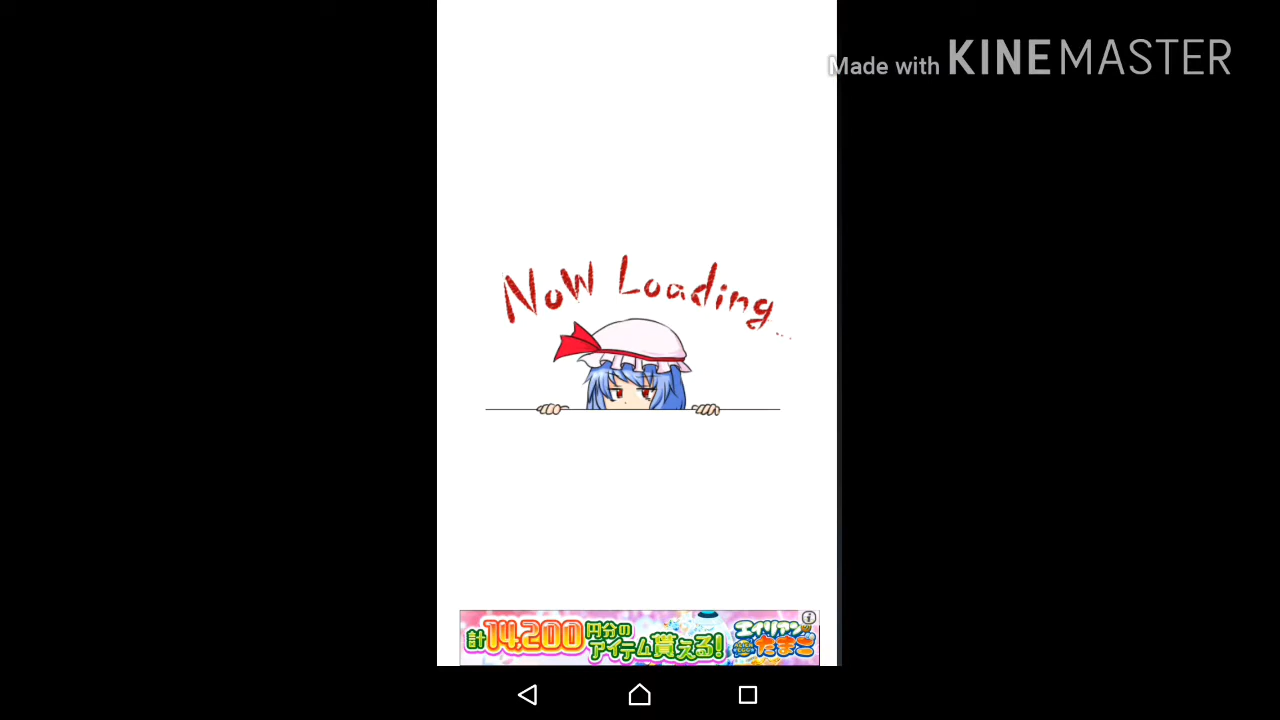 Made with KINEMASTER
Now Loading...
計14,200円分の
アイテム貰える!
エイリアンの
たまご